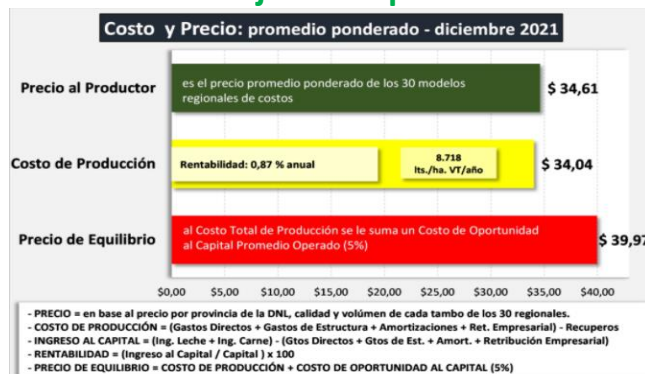 Costo y Precio: promedio ponderado - diciembre 2021
Precio al Productor
es el precio promedio ponderado de los 30 modelos
regionales de costos
$ 34,61
Costo de Producción
Rentabilidad: 0,87 % anual
8.718
lts./ha. VT/año
$ 34,04
Precio de Equilibrio
al Costo Total de Producción se le suma un Costo de Oportunidad
al Capital Promedio Operado (5%)
$ 39,97
$0,00 $5,00 $10,00 $15,00 $20,00 $25,00 $30,00 $35,00 $40,00
- PRECIO = en base al precio por provincia de la DNL, calidad y volúmen de cada tambo de los 30 regionales.
- COSTO DE PRODUCCIÓN = (Gastos Directos + Gastos de Estructura + Amortizaciones + Ret. Empresarial) - Recuperos
- INGRESO AL CAPITAL = (Ing. Leche + Ing. Carne) - (Gtos Directos + Gtos de Est. + Amort. + Retribución Empresarial)
- RENTABILIDAD = (Ingreso al Capital / Capital ) x 100
- PRECIO DE EQUILIBRIO = COSTO DE PRODUCCIÓN + COSTO DE OPORTUNIDAD AL CAPITAL (5%)